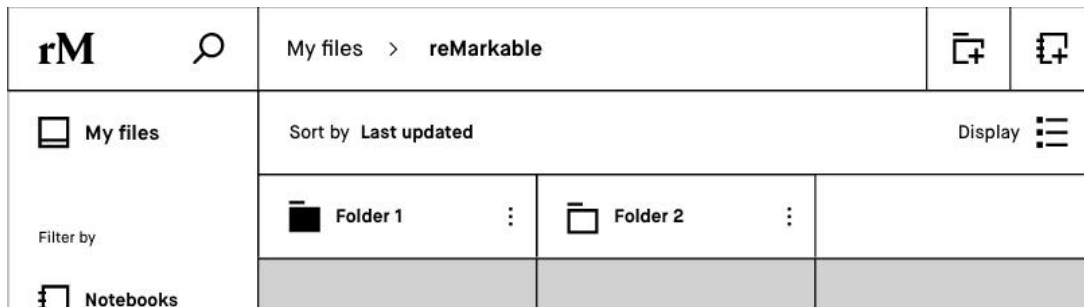 rM
My files > reMarkable
My files
Sort by Last updated
Display
Folder 1
Folder 2
Filter by
Notebooks